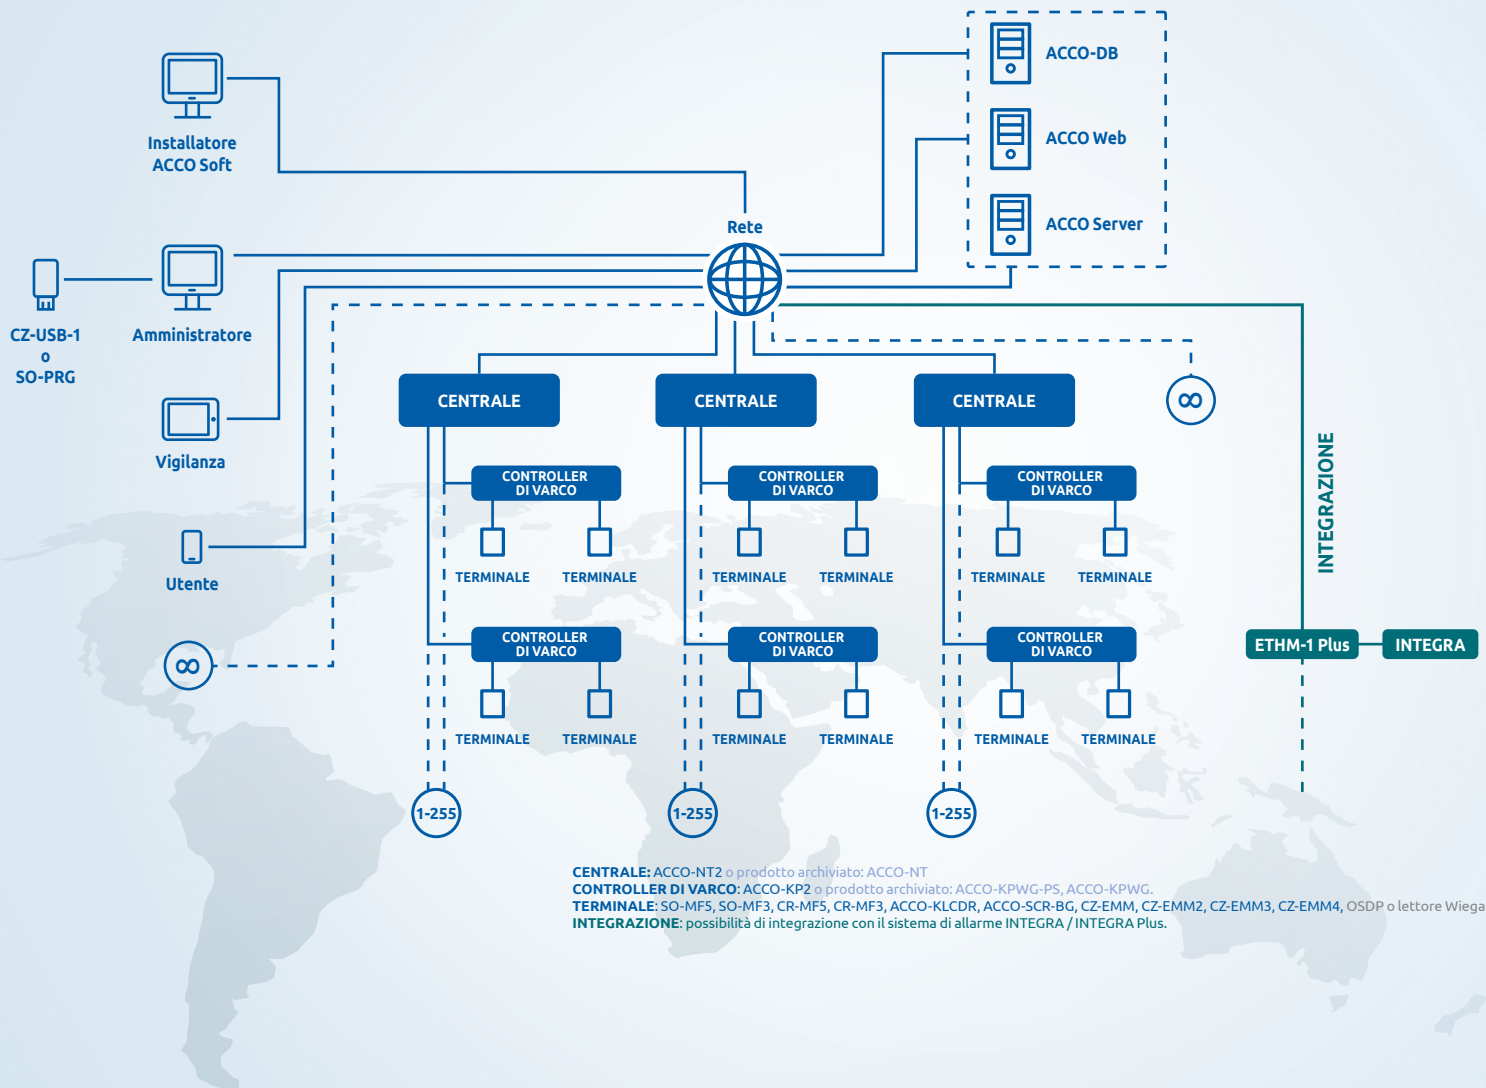 ACCO-DB
ACCO Web
ACCO Server
Installatore
ACCO Soft
Rete
CZ-USB-1
o
SO-PRG
Amministratore
Vigilanza
Utente
∞
∞
CENTRALE
CENTRALE
CENTRALE
CONTROLLER
DI VARCO
CONTROLLER
DI VARCO
CONTROLLER
DI VARCO
TERMINALE
TERMINALE
TERMINALE
TERMINALE
TERMINALE
TERMINALE
CONTROLLER
DI VARCO
CONTROLLER
DI VARCO
CONTROLLER
DI VARCO
TERMINALE
TERMINALE
TERMINALE
TERMINALE
TERMINALE
TERMINALE
1-255
1-255
1-255
INTEGRAZIONE
ETHM-1 Plus
INTEGRA
CENTRALE: ACCO-NT2 o prodotto archiviato: ACCO-NT
CONTROLLER DI VARCO: ACCO-KP2 o prodotto archiviato: ACCO-KPWG-PS, ACCO-KPWG.
TERMINALE: SO-MF5, SO-MF3, CR-MF5, CR-MF3, ACCO-KLCDR, ACCO-SCR-BG, CZ-EMM, CZ-EMM2, CZ-EMM3, CZ-EMM4, OSDP o lettore Wiega
INTEGRAZIONE: possibilità di integrazione con il sistema di allarme INTEGRA / INTEGRA Plus.